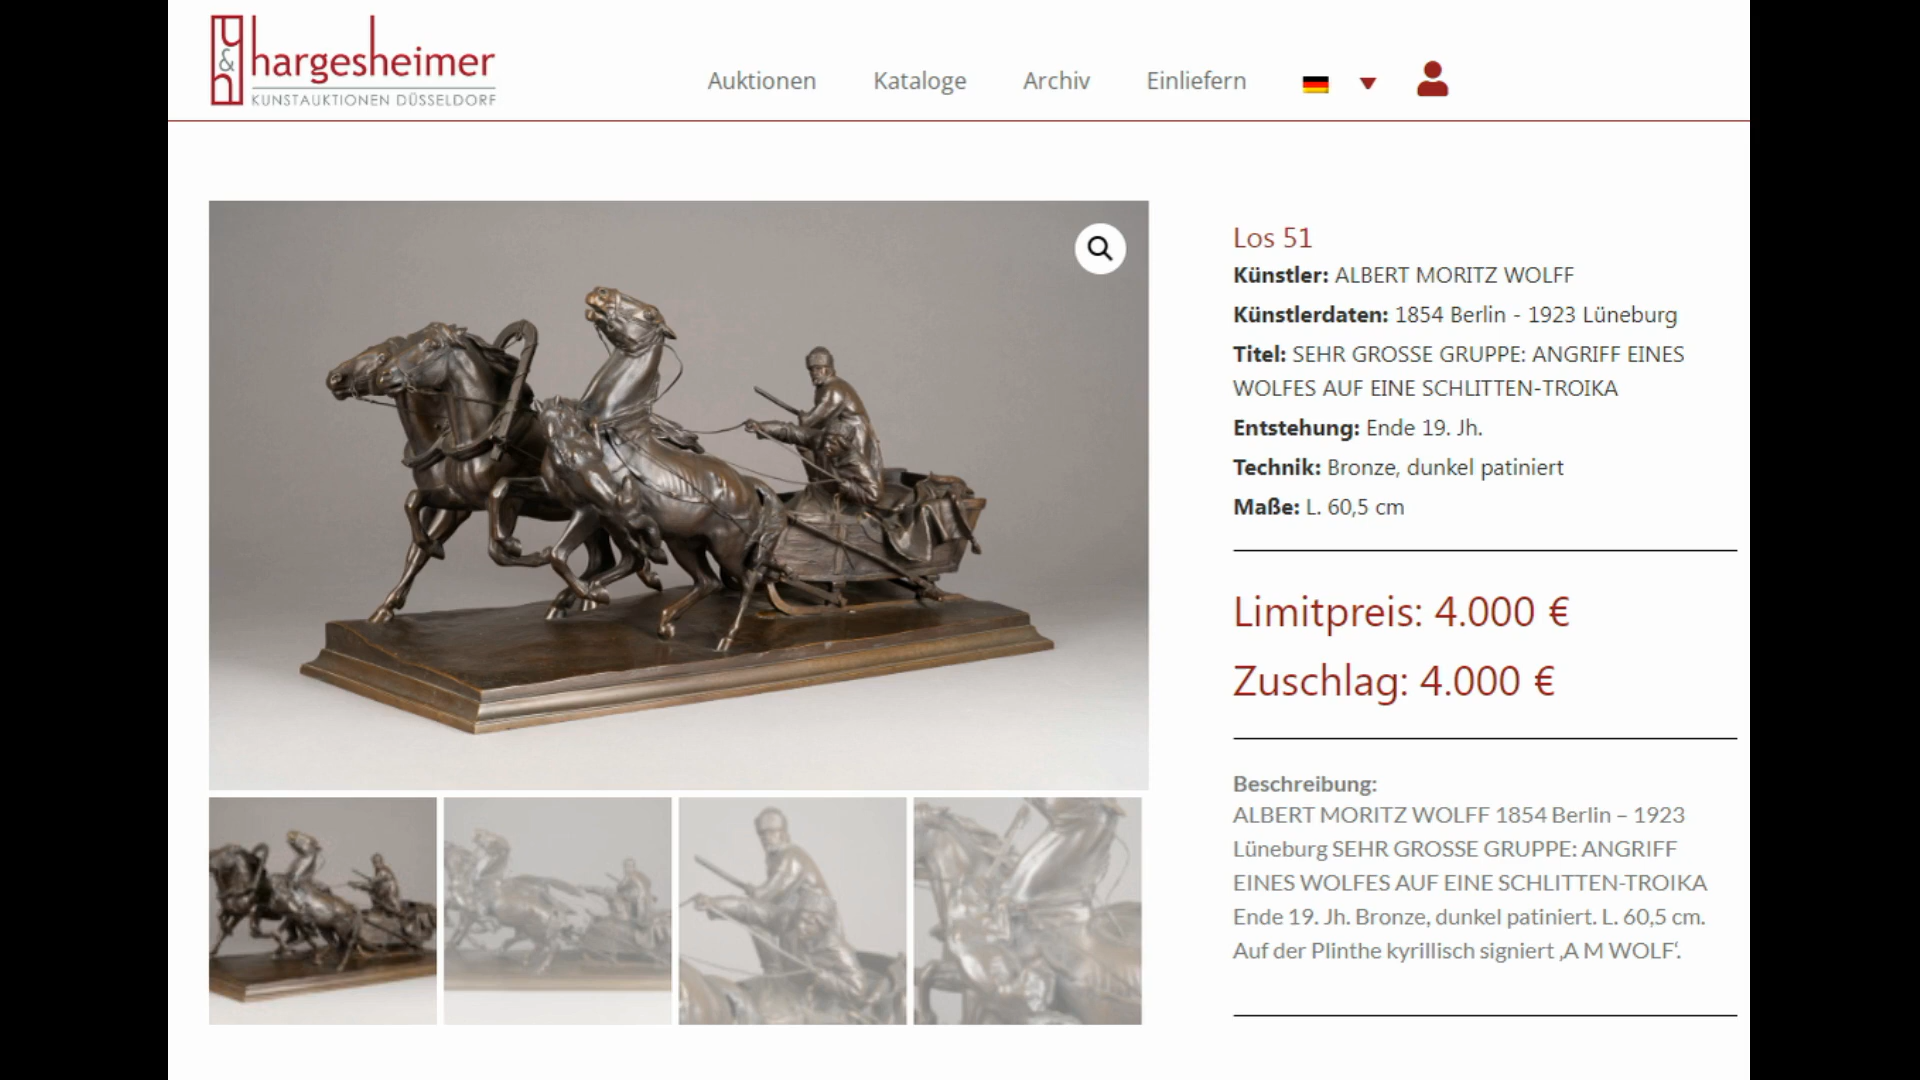 h&h
hargesheimer
KUNSTAUKTIONEN DÜSSELDORF
Auktionen Kataloge Archiv Einliefern
Los 51
Künstler: ALBERT MORITZ WOLFF
Künstlerdaten: 1854 Berlin - 1923 Lüneburg
Titel: SEHR GROSSE GRUPPE: ANGRIFF EINES
WOLFES AUF EINE SCHLITTEN-TROIKA
Entstehung: Ende 19. Jh.
Technik: Bronze, dunkel patiniert
Maße: L. 60,5 cm
Limitpreis: 4.000 €
Zuschlag: 4.000 €
Beschreibung:
ALBERT MORITZ WOLFF 1854 Berlin – 1923
Lüneburg SEHR GROSSE GRUPPE: ANGRIFF
EINES WOLFES AUF EINE SCHLITTEN-TROIKA
Ende 19. Jh. Bronze, dunkel patiniert. L. 60,5 cm.
Auf der Plinthe kyrillisch signiert ‚A M WOLF‘.